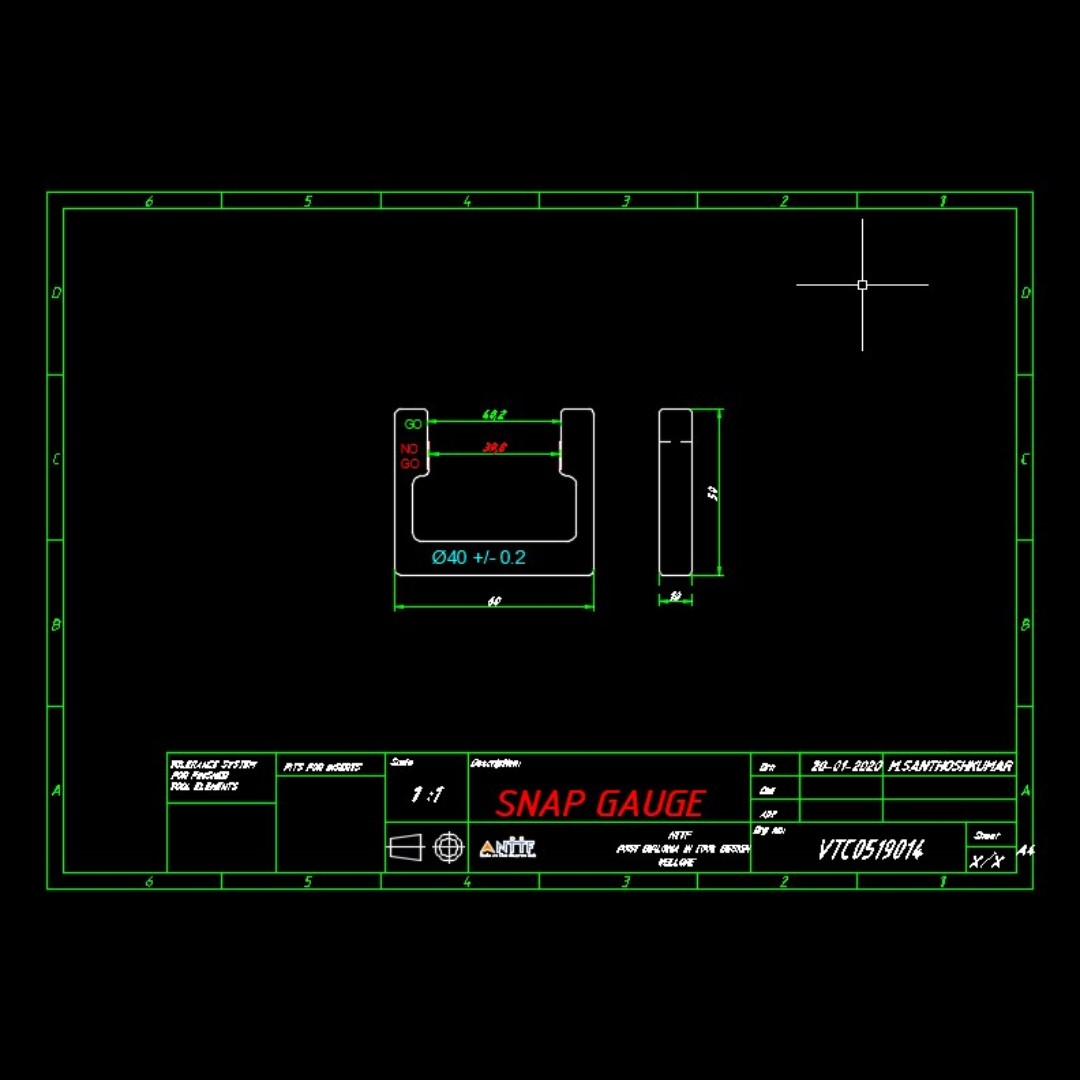 6 5 4 3 2 1
D D
GO 40,2
NO 39,8
GO
C C
50
Ø40 +/- 0.2
10
60
B B
TOLERANCE SYSTEM
FOR FINISHED
TOOL ELEMENTS
FITS FOR INSERTS
Scale
1:1
Description:
SNAP GAUGE
Drn 20-01-2020 M.SANTHOSHKUMAR
Chd
APP
A A
NTTF
NTTF
POST DIPLOMA IN TOOL DESIGN
VELLORE
Drg no:
VTC0519014
Sheet
X/X
A4
6 5 4 3 2 1